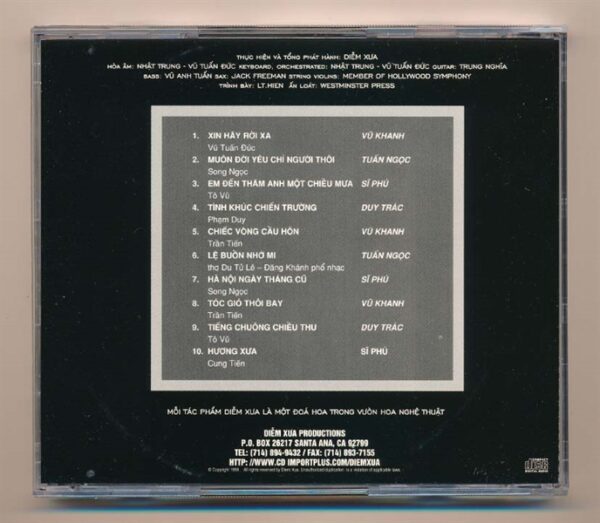 THỰC HIỆN VÀ TỔNG PHÁT HÀNH: DIỄM XƯA
HÒA ÂM: NHẬT TRUNG - VŨ TUẤN ĐỨC KEYBOARD, ORCHESTRATED: NHẬT TRUNG - VŨ TUẤN ĐỨC GUITAR: TRUNG NGHĨA
BASS: VŨ ANH TUẤN SAX: JACK FREEMAN STRING VIOLINS: MEMBER OF HOLLYWOOD SYMPHONY
TRÌNH BÀY: LT.HIEN ẤN LOÁT: WESTMINSTER PRESS
1. XIN HÃY RỜI XA VŨ KHANH
Vũ Tuấn Đức
2. MUÔN ĐỜI YÊU CHỈ NGƯỜI THÔI TUẤN NGỌC
Song Ngọc
3. EM ĐẾN THĂM ANH MỘT CHIỀU MƯA SĨ PHÚ
Tô Vũ
4. TÌNH KHÚC CHIẾN TRƯỜNG DUY TRÁC
Phạm Duy
5. CHIẾC VÒNG CẦU HÔN VŨ KHANH
Trần Tiến
6. LỆ BUỒN NHỚ MI TUẤN NGỌC
thơ Du Tử Lê – Đăng Khánh phổ nhạc
7. HÀ NỘI NGÀY THÁNG CŨ SĨ PHÚ
Song Ngọc
8. TÓC GIÓ THÔI BAY VŨ KHANH
Trần Tiến
9. TIẾNG CHUÔNG CHIỀU THU DUY TRÁC
Tô Vũ
10. HƯƠNG XƯA SĨ PHÚ
Cung Tiến
MỖI TÁC PHẨM DIỄM XƯA LÀ MỘT ĐOÁ HOA TRONG VƯỜN HOA NGHỆ THUẬT
DIỄM XƯA PRODUCTIONS
P.O. BOX 26217 SANTA ANA, CA 92799
TEL: (714) 894-9432 / FAX: (714) 893-7155
HTTP://WWW.CD IMPORTPLUS.COM/DIEMXUA
COMPACT
disc
DIGITAL AUDIO